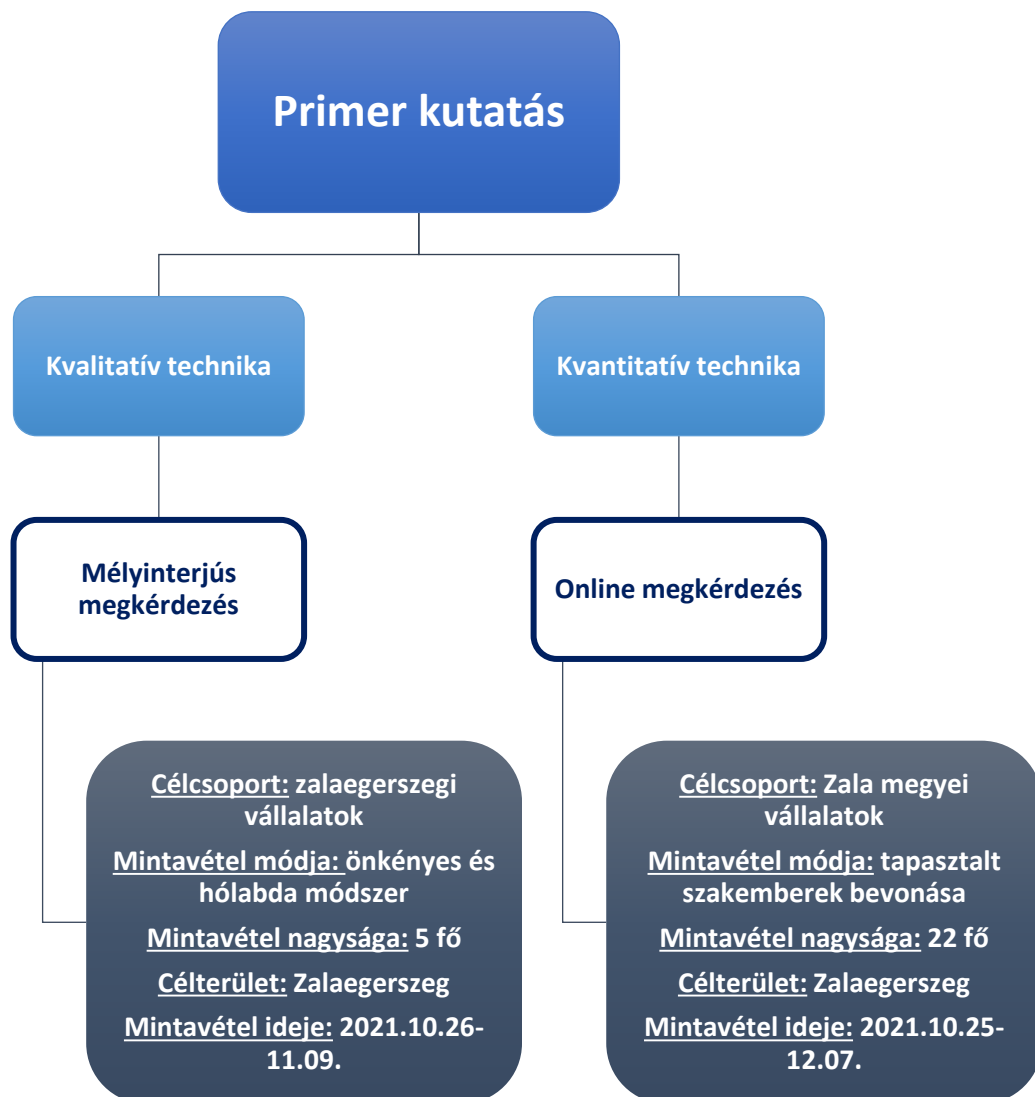 Primer kutatás
Kvalitatív technika
Kvantitatív technika
Mélyinterjús
megkérdezés
Online megkérdezés
Célcsoport: zalaegerszegi
vállalatok
Mintavétel módja: önkényes és
hólabda módszer
Mintavétel nagysága: 5 fő
Célterület: Zalaegerszeg
Mintavétel ideje: 2021.10.26-
11.09.
Célcsoport: Zala megyei
vállalatok
Mintavétel módja: tapasztalt
szakemberek bevonása
Mintavétel nagysága: 22 fő
Célterület: Zalaegerszeg
Mintavétel ideje: 2021.10.25-
12.07.